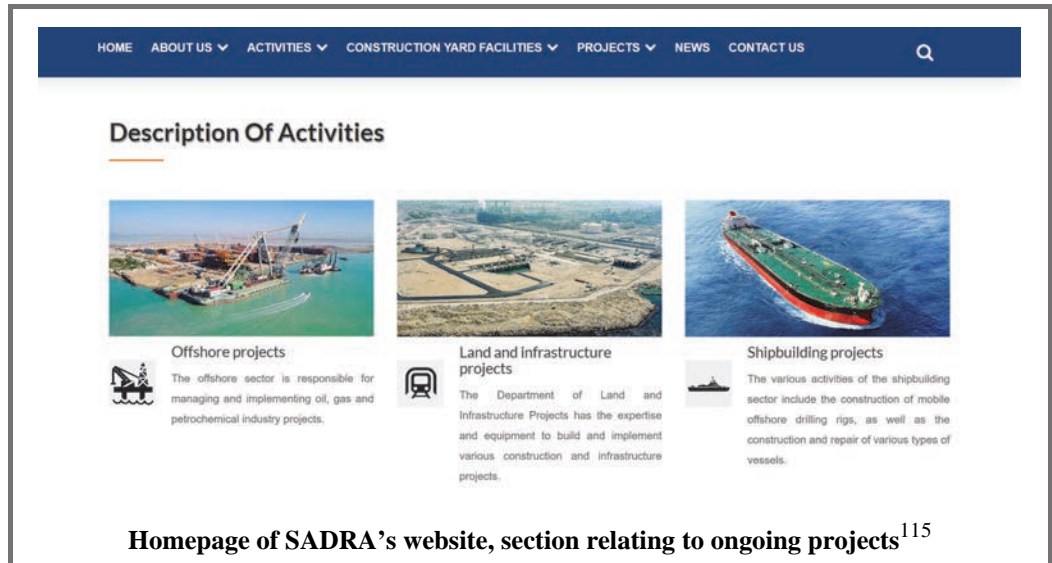 HOME ABOUT US ACTIVITIES CONSTRUCTION YARD FACILITIES PROJECTS NEWS CONTACT US
Description Of Activities
Offshore projects
The offshore sector is responsible for
managing and implementing oil, gas and
petrochemical industry projects.
Land and infrastructure
projects
The Department of Land and
Infrastructure Projects has the expertise
and equipment to build and implement
various construction and infrastructure
projects.
Shipbuilding projects
The various activities of the shipbuilding
sector include the construction of mobile
offshore drilling rigs, as well as the
construction and repair of various types of
vessels.
Homepage of SADRA’s website, section relating to ongoing projects115